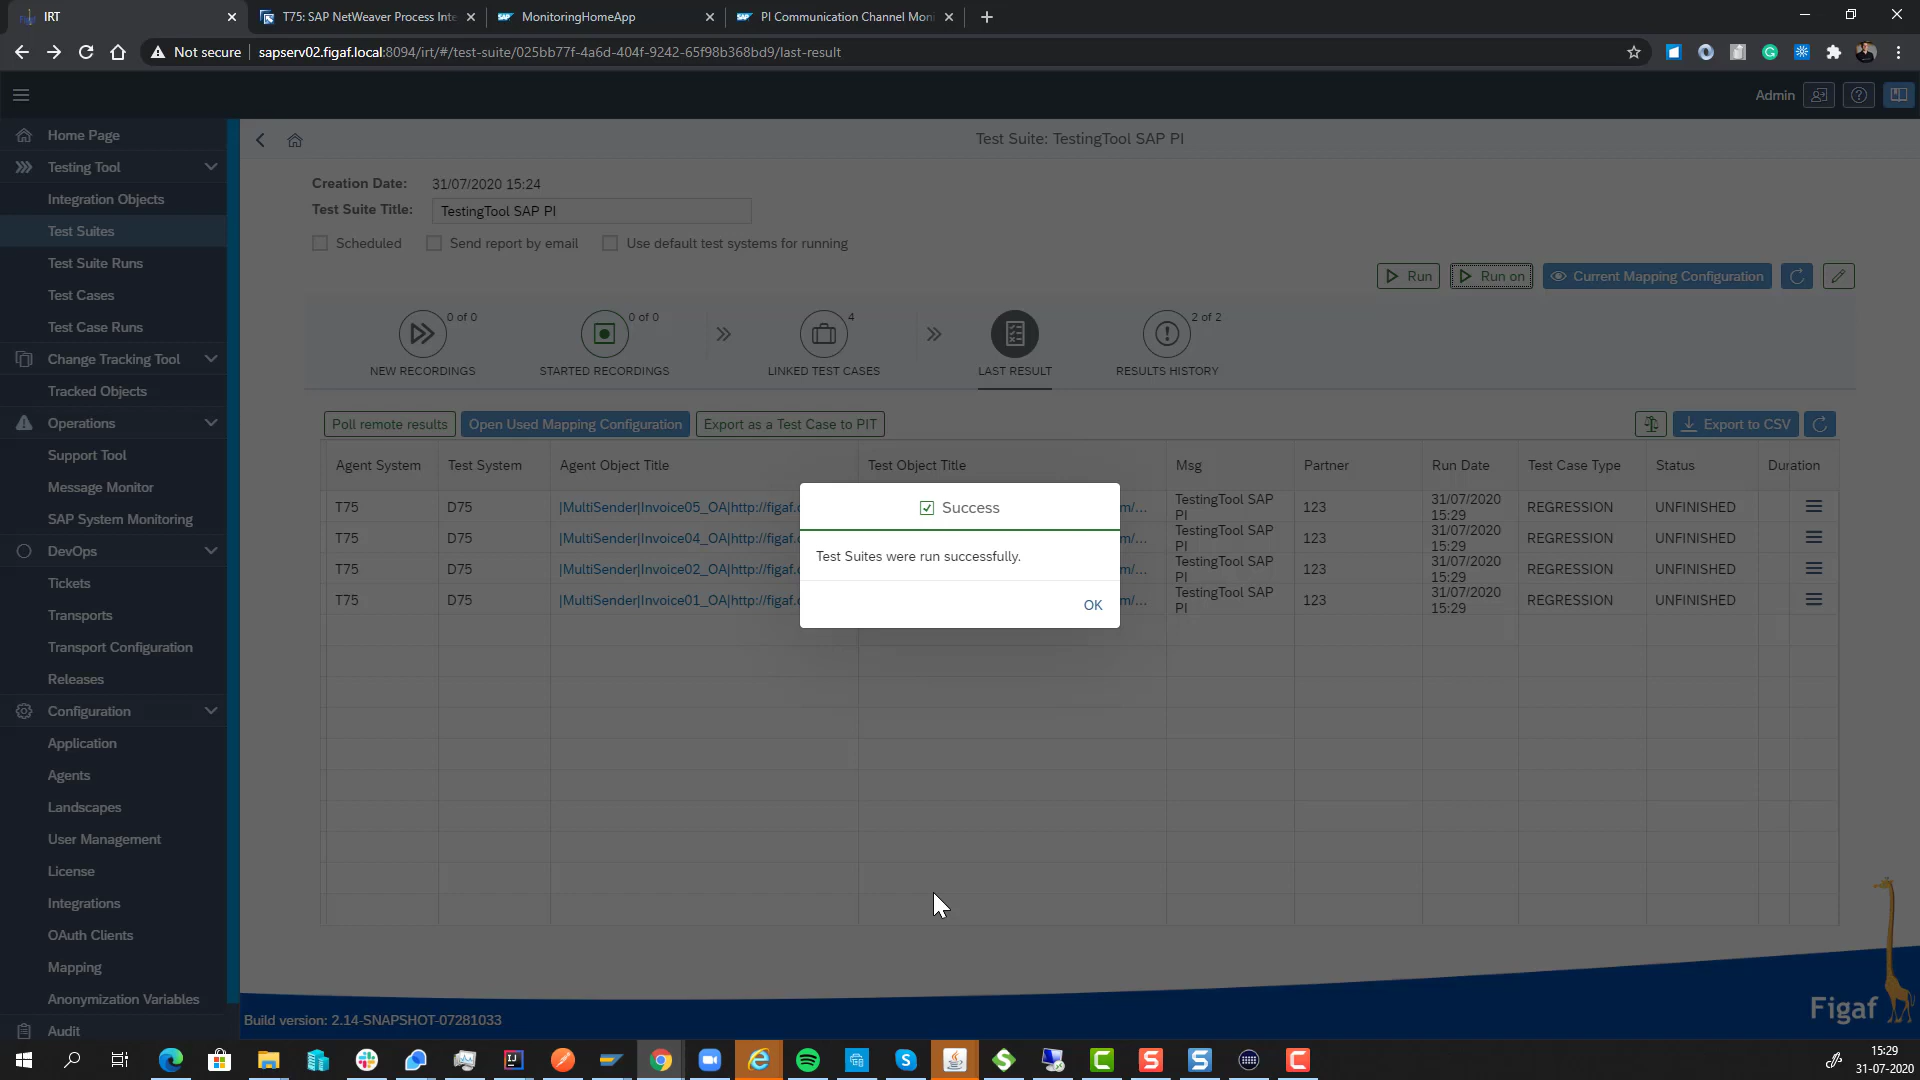 IRT
T75: SAP NetWeaver Process Inte
MonitoringHomeApp
PI Communication Channel Moni
Not secure
sapserv02.figaf.local:8094/irt/#/test-suite/025bb77f-4a6d-404f-9242-65f98b368bd9/last-result
Admin
Home Page
Testing Tool
Integration Objects
Test Suites
Test Suite Runs
Test Cases
Test Case Runs
Change Tracking Tool
Tracked Objects
Operations
Support Tool
Message Monitor
SAP System Monitoring
DevOps
Tickets
Transports
Transport Configuration
Releases
Configuration
Application
Agents
Landscapes
User Management
License
Integrations
OAuth Clients
Mapping
Anonymization Variables
Audit
Test Suite: TestingTool SAP PI
Creation Date: 31/07/2020 15:24
Test Suite Title: TestingTool SAP PI
Scheduled Send report by email Use default test systems for running
Run Run on Current Mapping Configuration
0 of 0 0 of 0 4 2 of 2
NEW RECORDINGS STARTED RECORDINGS LINKED TEST CASES LAST RESULT RESULTS HISTORY
Poll remote results Open Used Mapping Configuration Export as a Test Case to PIT Export to CSV
Agent System Test System Agent Object Title Test Object Title Msg Partner Run Date Test Case Type Status Duration
T75 D75 |MultiSender|Invoice05_OA|http://figaf.c m/... TestingTool SAP PI 123 31/07/2020 15:29 REGRESSION UNFINISHED
T75 D75 |MultiSender|Invoice04_OA|http://figaf.c m/... TestingTool SAP PI 123 31/07/2020 15:29 REGRESSION UNFINISHED
T75 D75 |MultiSender|Invoice02_OA|http://figaf.c m/... TestingTool SAP PI 123 31/07/2020 15:29 REGRESSION UNFINISHED
T75 D75 |MultiSender|Invoice01_OA|http://figaf.c m/... TestingTool SAP PI 123 31/07/2020 15:29 REGRESSION UNFINISHED
Success
Test Suites were run successfully.
OK
Figaf
Build version: 2.14-SNAPSHOT-07281033
15:29
31-07-2020